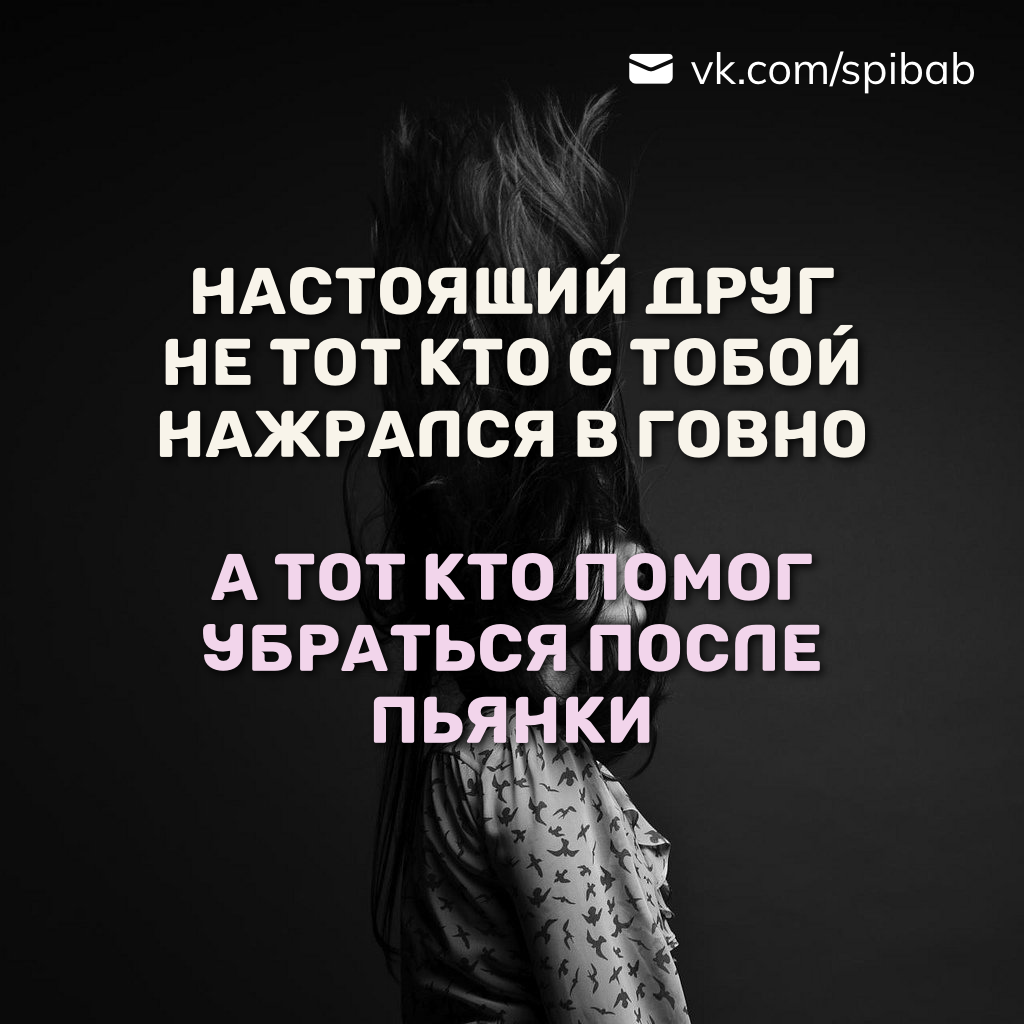 vk.com/spibab
НАСТОЯЩИЙ ДРУГ
НЕ ТОТ КТО С ТОБОЙ
НАЖРАЛСЯ В ГОВНО
А ТОТ КТО ПОМОГ
УБРАТЬСЯ ПОСЛЕ
ПЬЯНКИ